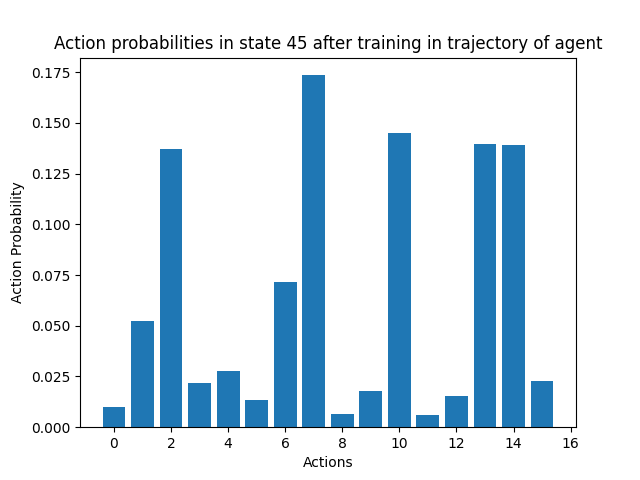 Action probabilities in state 45 after training in trajectory of agent
0.175
0.150
0.125
0.100
0.075
0.050
0.025
0.000
Action Probability
0 2 4 6 8 10 12 14 16
Actions